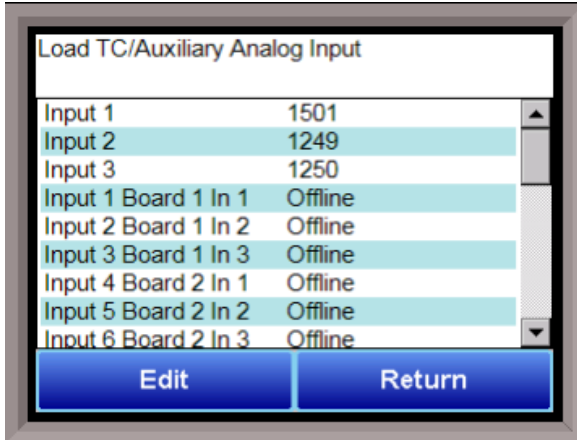 Load TC/Auxiliary Analog Input
Input 1 1501
Input 2 1249
Input 3 1250
Input 1 Board 1 In 1 Offline
Input 2 Board 1 In 2 Offline
Input 3 Board 1 In 3 Offline
Input 4 Board 2 In 1 Offline
Input 5 Board 2 In 2 Offline
Input 6 Board 2 In 3 Offline
Edit Return